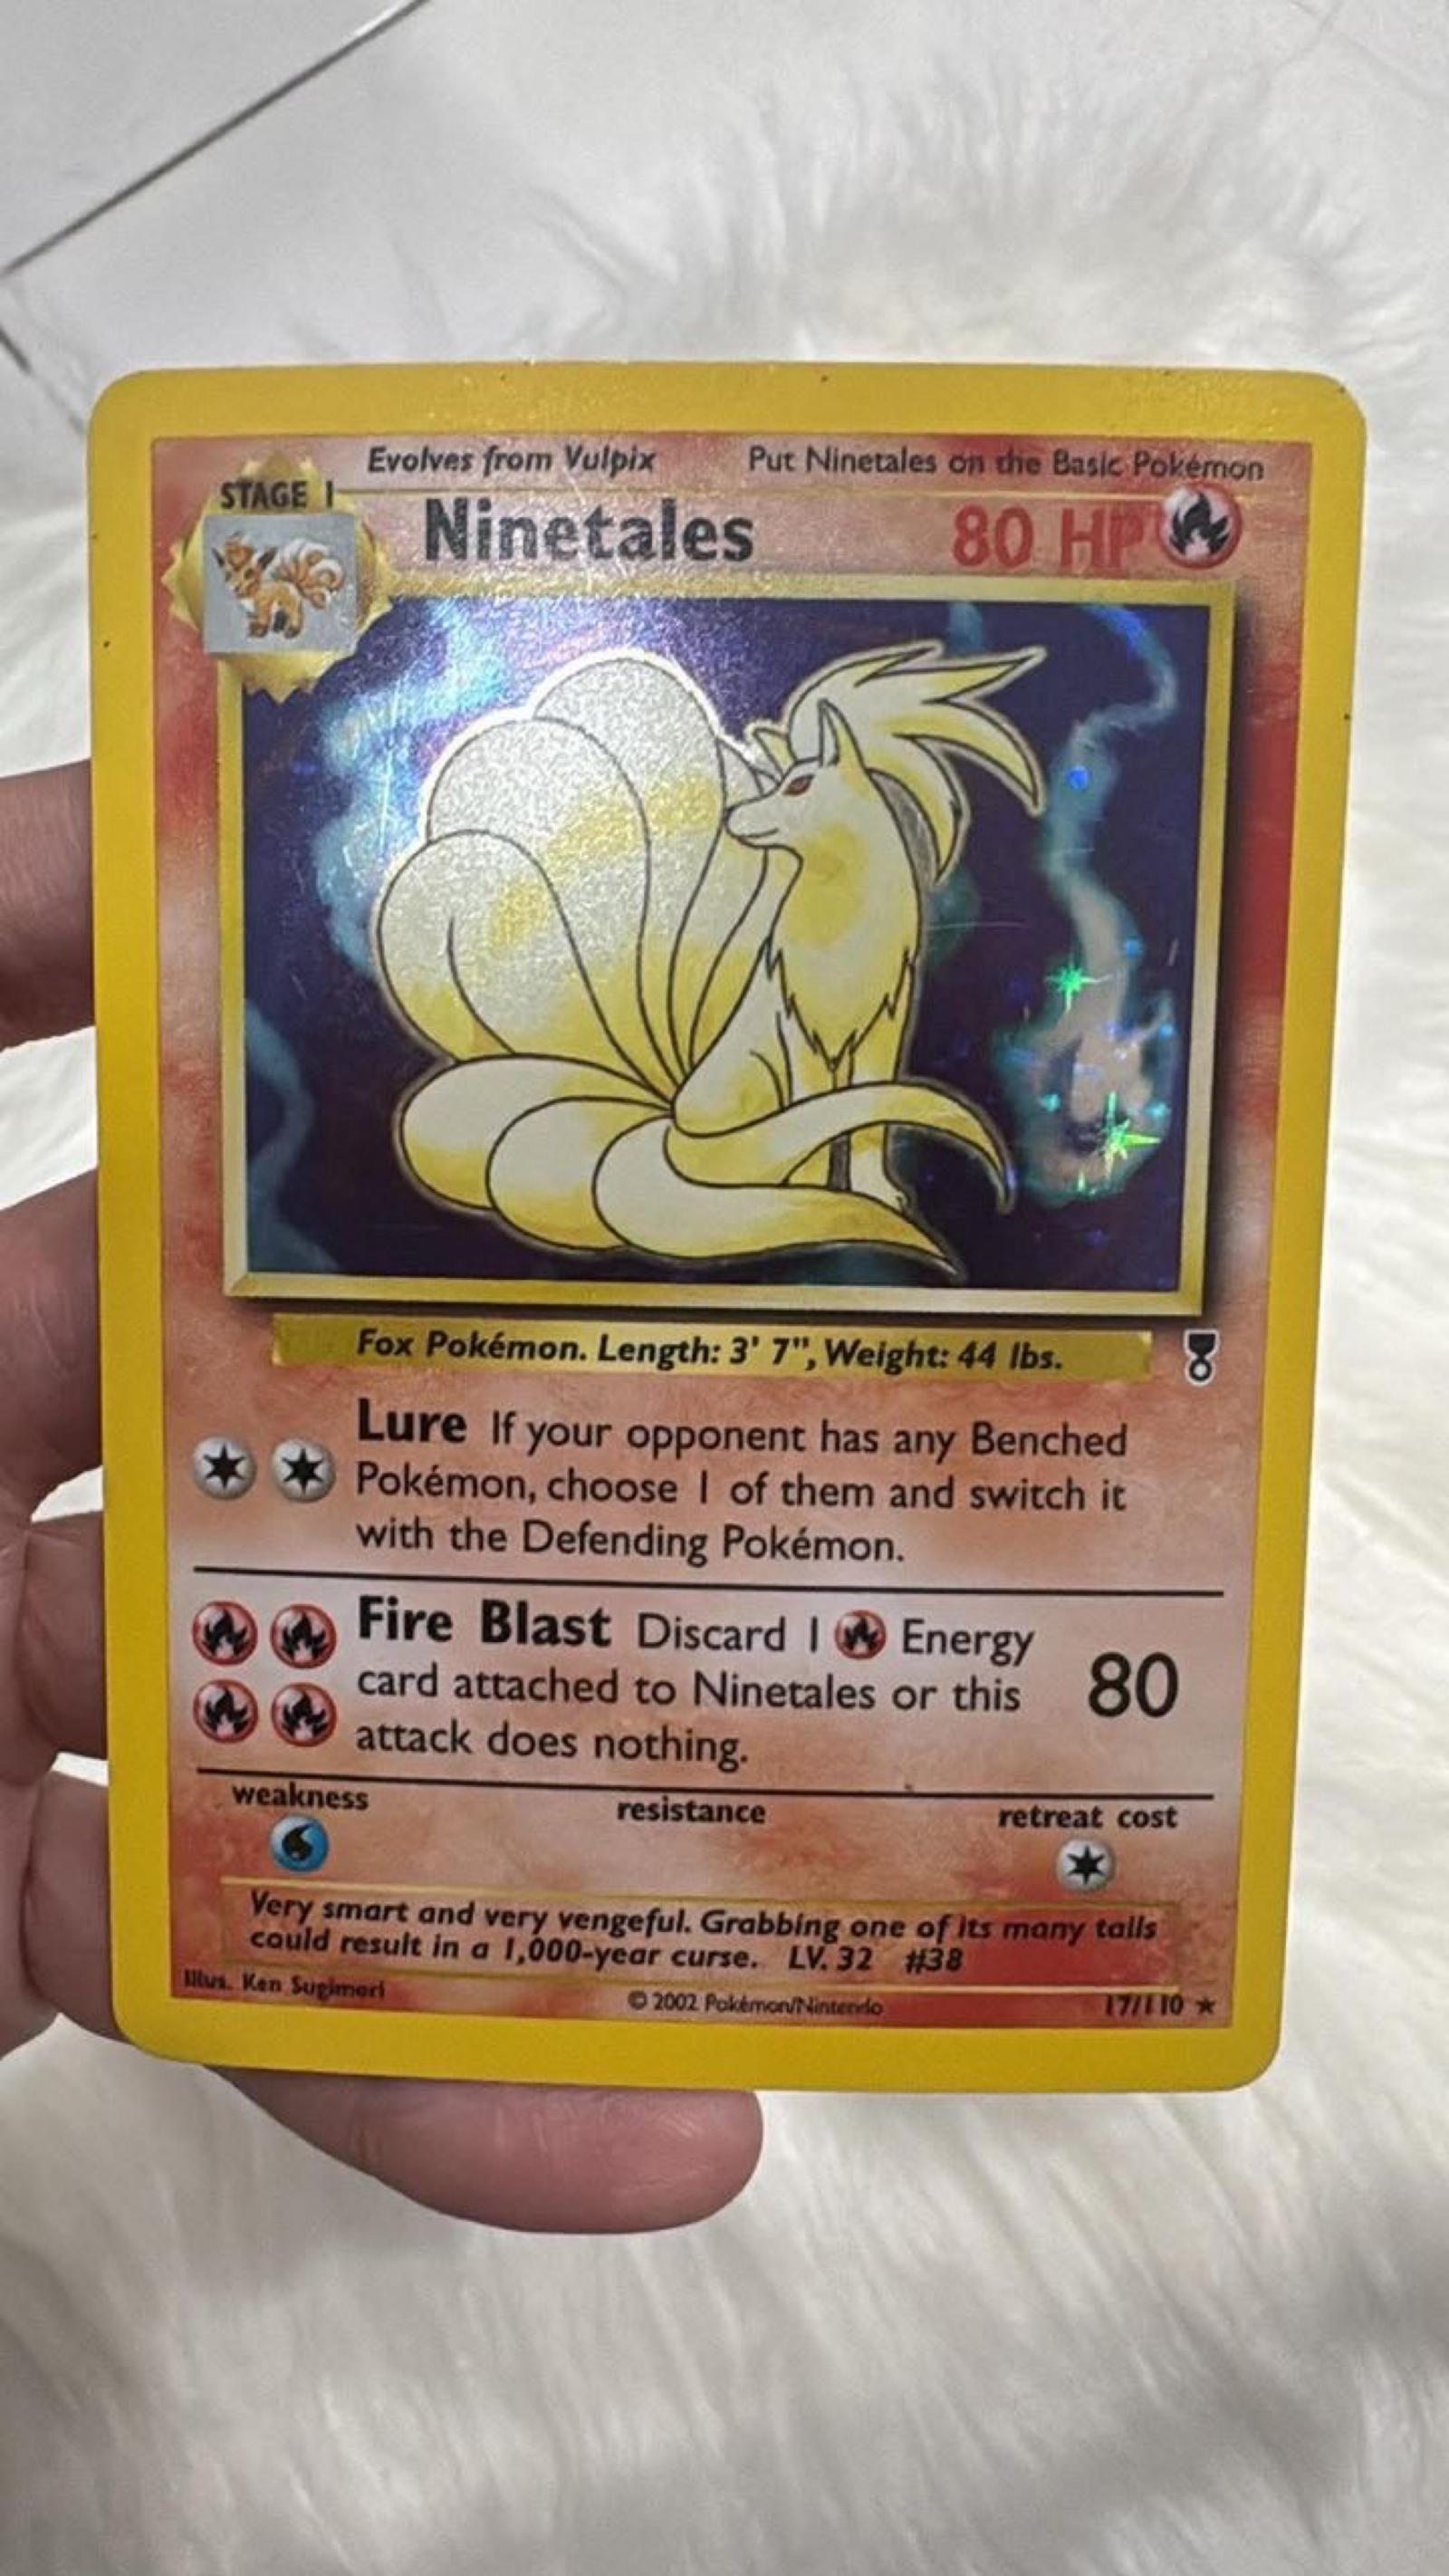 Evolves from Vulpix Put Ninetales on the Basic Pokémon
STAGE 1
Ninetales 80 HP
Fox Pokémon. Length: 3' 7", Weight: 44 lbs.
Lure If your opponent has any Benched
Pokémon, choose 1 of them and switch it
with the Defending Pokémon.
Fire Blast Discard 1 Energy
card attached to Ninetales or this
attack does nothing.
80
weakness resistance retreat cost
Very smart and very vengeful. Grabbing one of its many tails
could result in a 1,000-year curse. LV. 32 #38
Illus. Ken Sugimori © 2002 Pokémon/Nintendo 17/110 ★